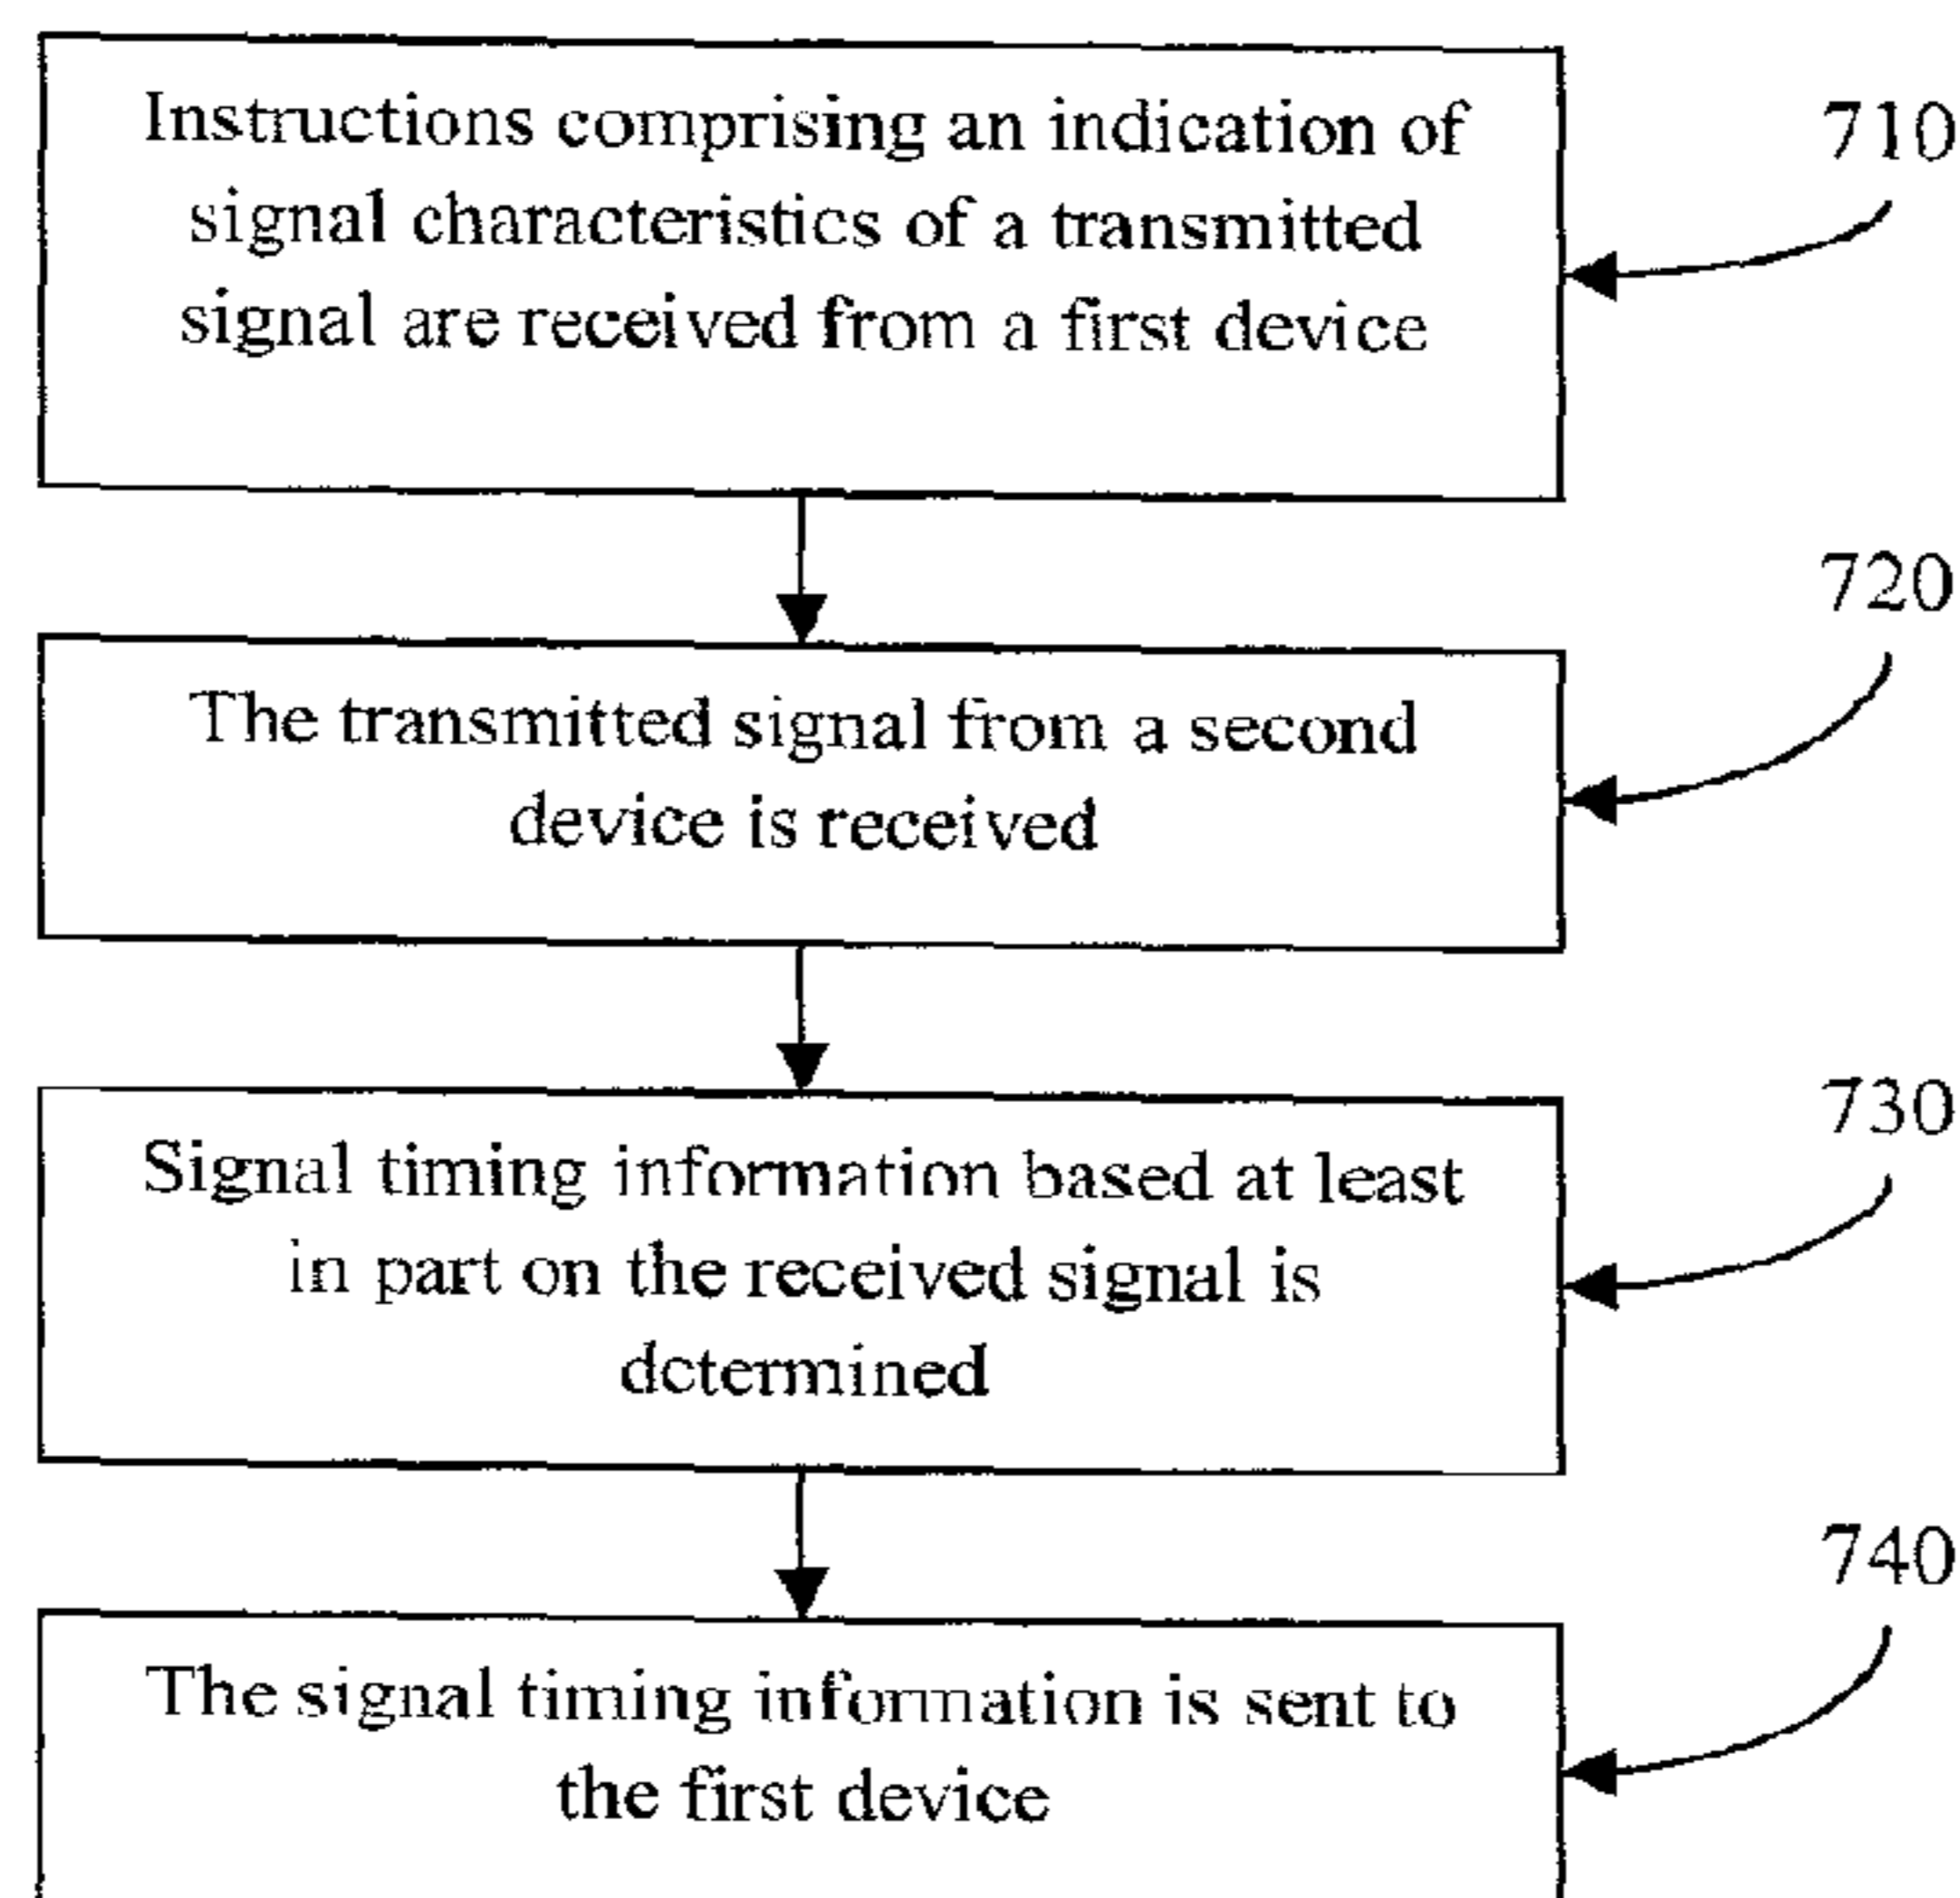 Instructions comprising an indication of
signal characteristics of a transmitted
signal are received from a first device
710
The transmitted signal from a second
device is received
720
Signal timing information based at least
in part on the received signal is
determined
730
The signal timing information is sent to
the first device
740